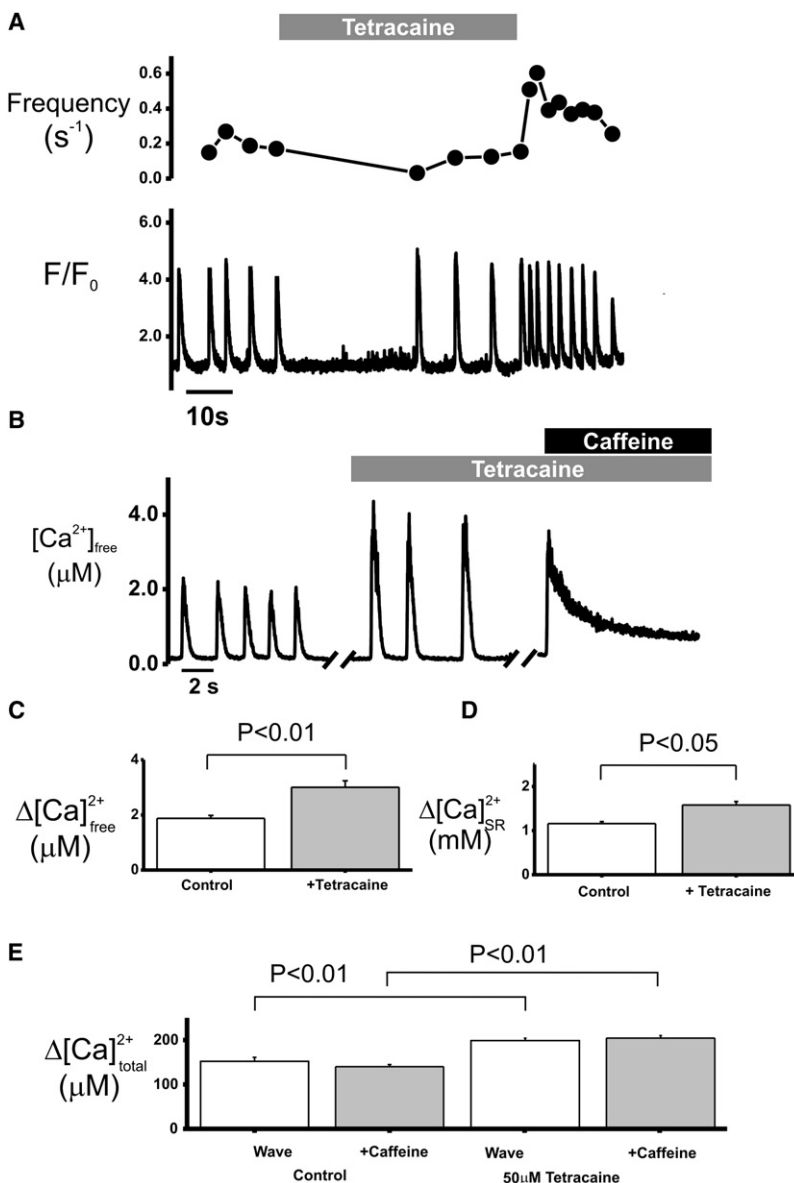 A
Tetracaine
Frequency
(s⁻¹)
0.6
0.4
0.2
0.0
F/F₀
6.0
4.0
2.0
10s
B
Caffeine
Tetracaine
[Ca²⁺]free
(μM)
4.0
2.0
0.0
2 s
C
P<0.01
Δ[Ca]²⁺free
(μM)
4
2
0
Control
+Tetracaine
D
P<0.05
Δ[Ca]²⁺SR
(mM)
2
1
0
Control
+ Tetracaine
E
P<0.01
P<0.01
Δ[Ca]²⁺total
(μM)
200
100
0
Wave
+Caffeine
Wave
+Caffeine
Control
50μM Tetracaine